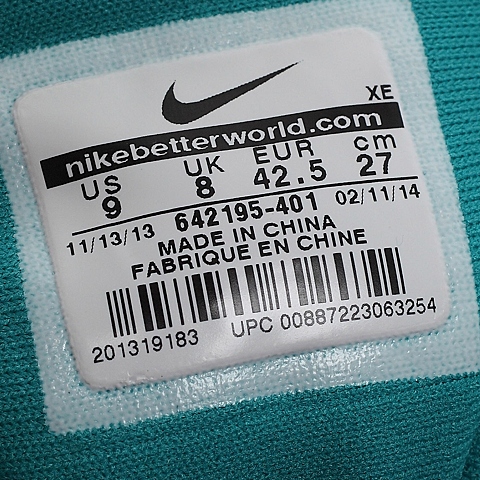 XE
nikebetterworld.com
US UK EUR cm
9 8 42.5 27
11/13/13 642195-401 02/11/14
MADE IN CHINA
FABRIQUE EN CHINE
201319183 UPC 00887223063254